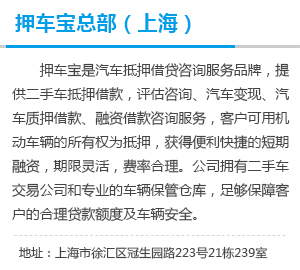 押车宝总部（上海）
押车宝是汽车抵押借贷咨询服务品牌，提
供二手车抵押借款，评估咨询、汽车变现、汽
车质押借款、融资借款咨询服务，客户可用机
动车辆的所有权为抵押，获得便利快捷的短期
融资，期限灵活，费率合理。公司拥有二手车
交易公司和专业的车辆保管仓库，足够保障客
户的合理贷款额度及车辆安全。
地址：上海市徐汇区冠生园路223号21栋239室